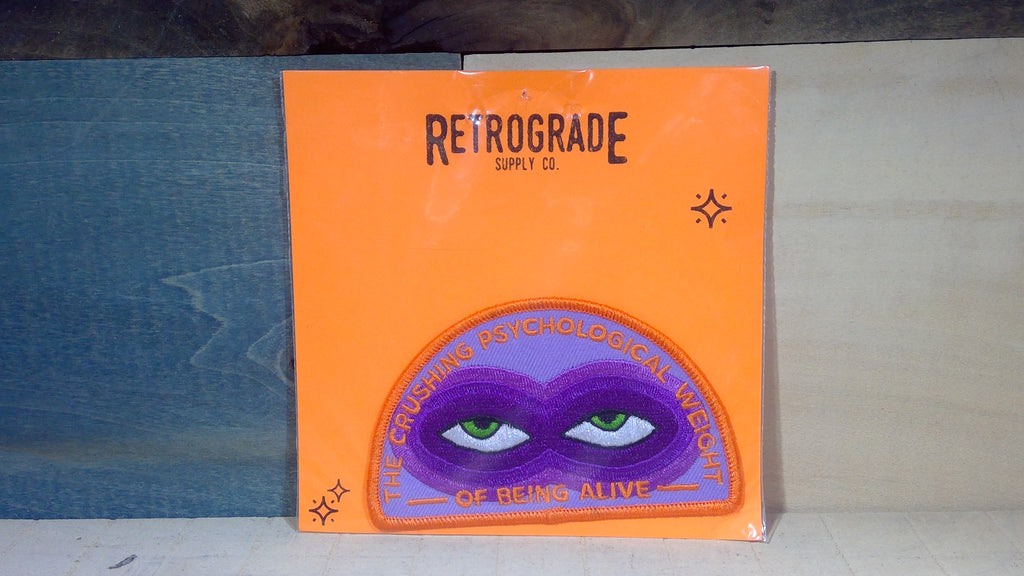 RETROGRADE
SUPPLY CO.
THE CRUSHING PSYCHOLOGICAL WEIGHT
OF BEING ALIVE